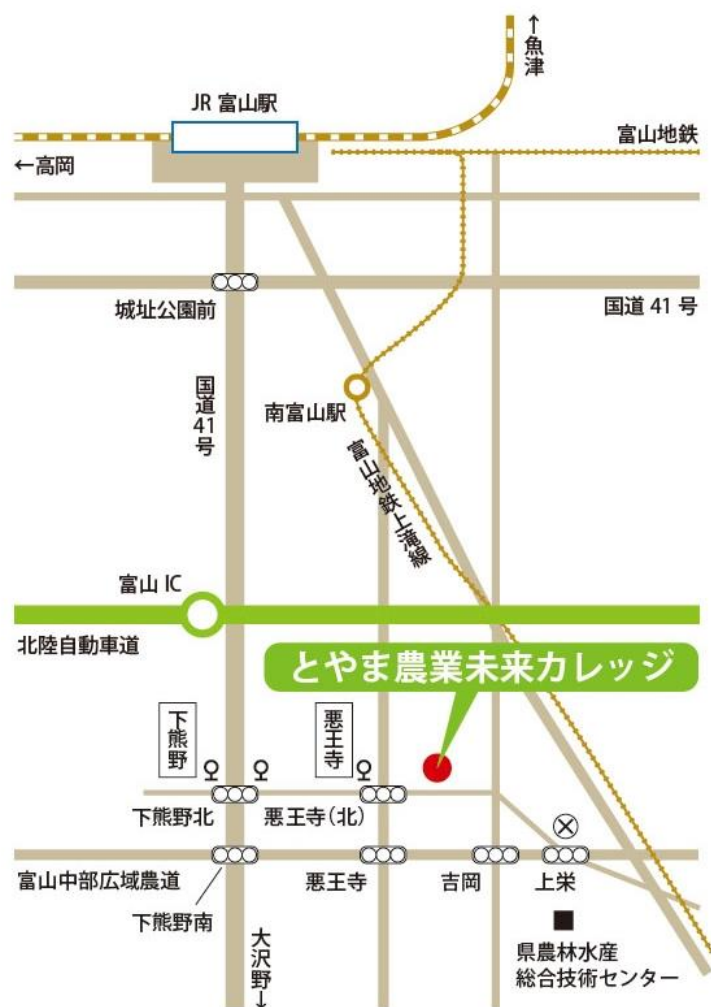 ↑魚津
JR 富山駅
富山地鉄
←高岡
城址公園前
国道 41 号
国道41号
南富山駅
富山地鉄上滝線
富山 IC
北陸自動車道
とやま農業未来カレッジ
下熊野
悪王寺
下熊野北
悪王寺(北)
富山中部広域農道
悪王寺
吉岡
上栄
下熊野南
大沢野↓
県農林水産
総合技術センター